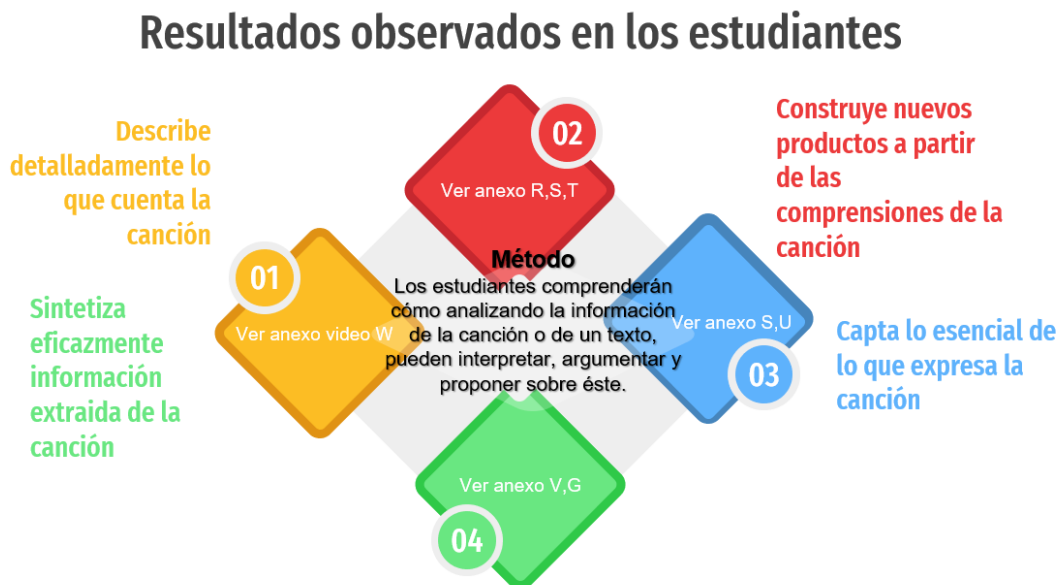 Resultados observados en los estudiantes
Describe
detalladamente lo
que cuenta la
canción
01
Ver anexo video W
02
Ver anexo R,S,T
Construye nuevos
productos a partir
de las
comprensiones de la
canción
Método
Los estudiantes comprenderán
cómo analizando la información
de la canción o de un texto,
pueden interpretar, argumentar y
proponer sobre éste.
Ver anexo S,U
03
Capta lo esencial de
lo que expresa la
canción
Sintetiza
eficazmente
información
extraida de la
canción
Ver anexo V,G
04